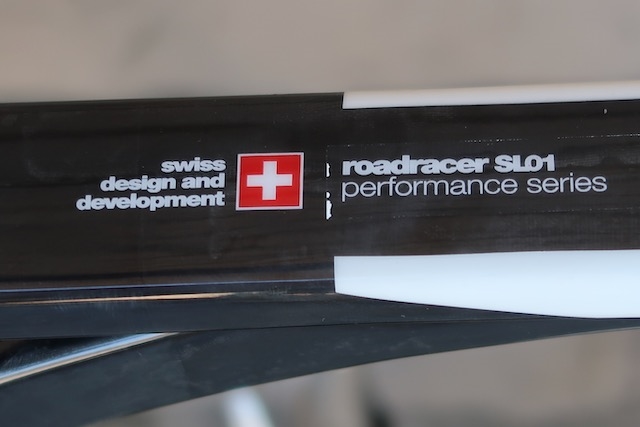 swiss
design and
development
roadracer SL01
performance series